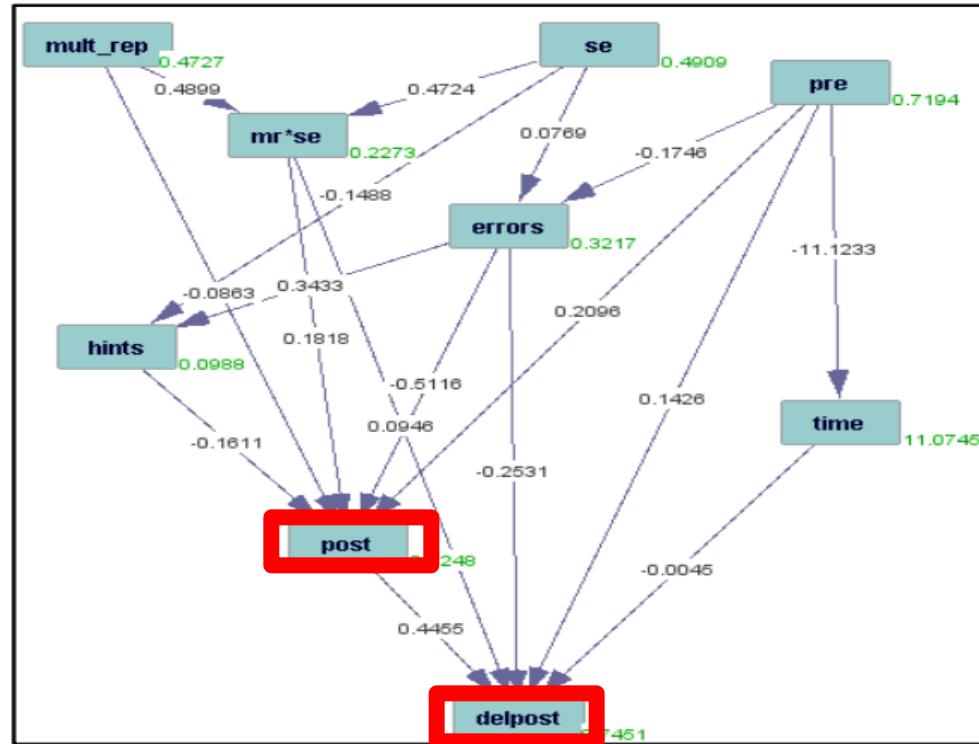 mult_rep
0.4727
se
0.4909
pre
0.7194
0.4899
0.4724
mr*se
0.2273
0.0769
-0.1746
-0.1488
errors
0.3217
-11.1233
-0.0863
0.3433
0.2096
hints
0.0988
0.1818
-0.5116
0.1426
time
11.0745
0.0946
-0.1611
-0.2531
post
248
-0.0045
0.4455
delpost
7451